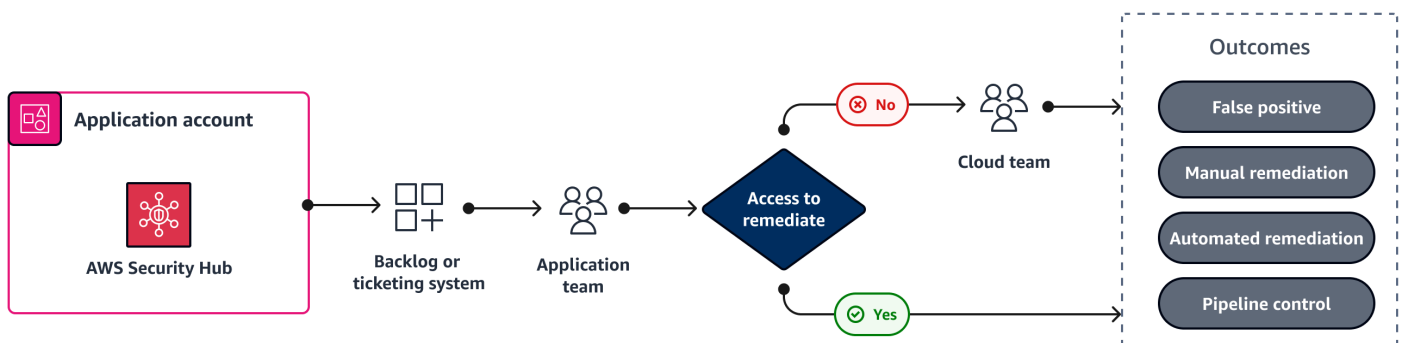 Application account
AWS Security Hub
Backlog or
ticketing system
Application
team
Access to
remediate
No
Cloud team
Yes
Outcomes
False positive
Manual remediation
Automated remediation
Pipeline control